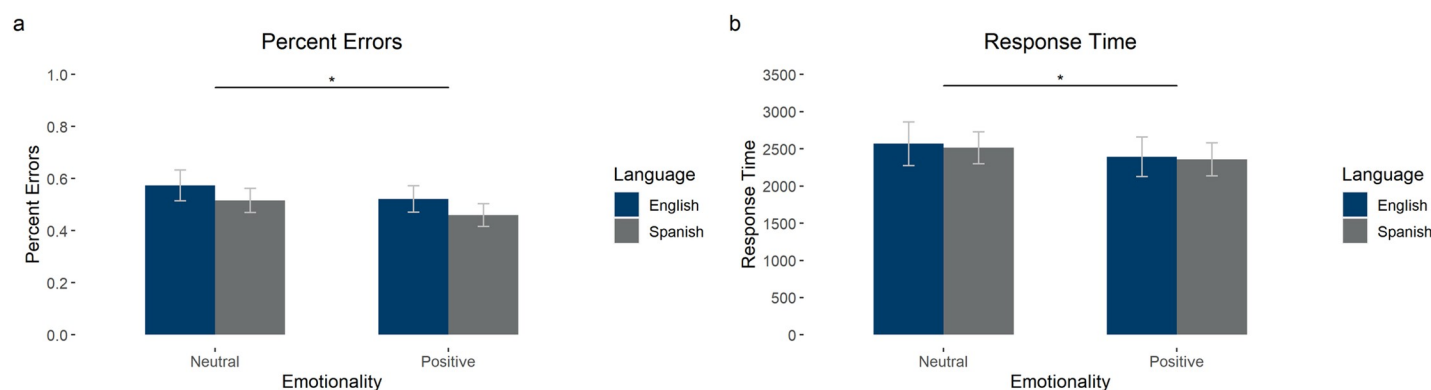 a
Percent Errors
*
1.0
0.8
0.6
0.4
0.2
0.0
Percent Errors
Neutral
Positive
Emotionality
Language
English
Spanish
b
Response Time
*
3500
3000
2500
2000
1500
1000
500
0
Response Time
Neutral
Positive
Emotionality
Language
English
Spanish